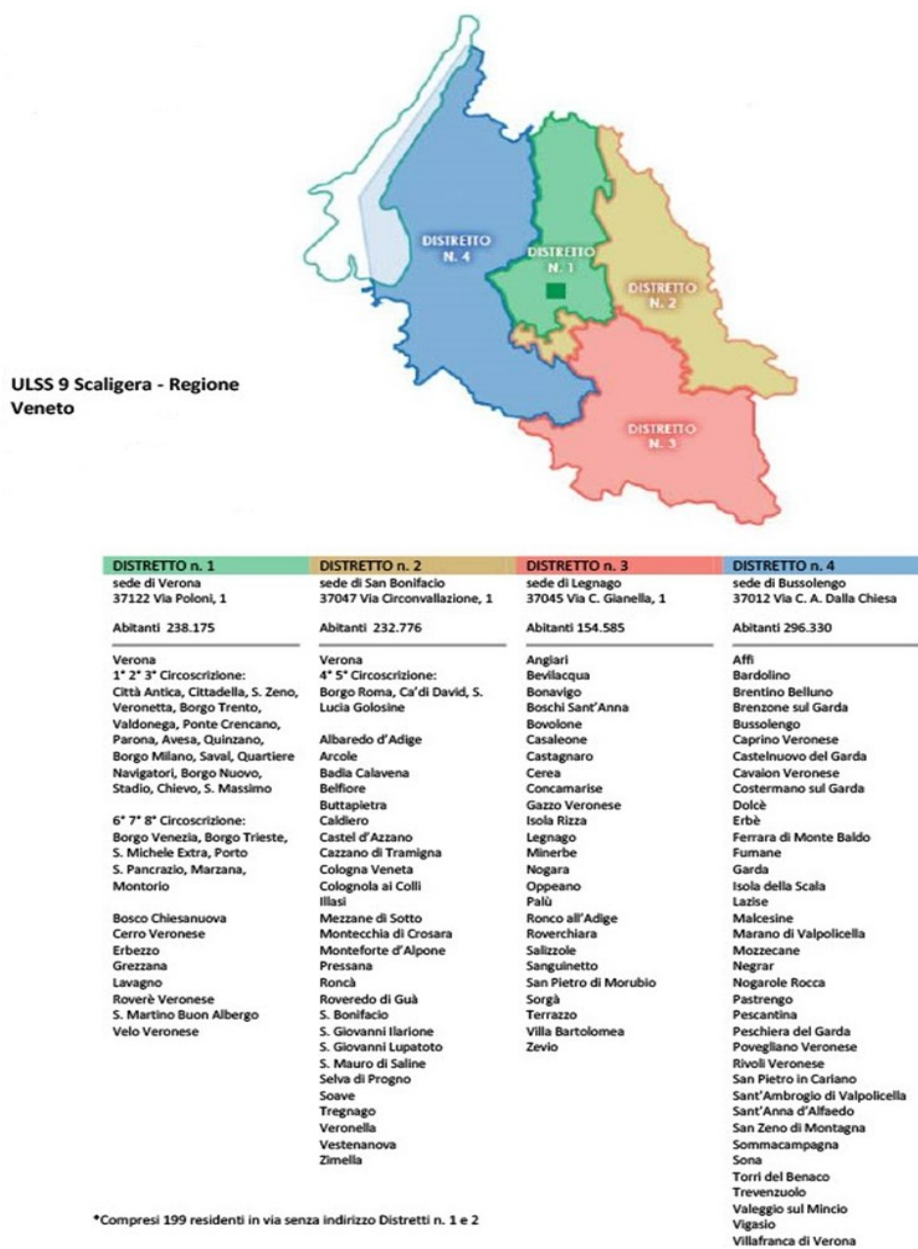 DISTRETTO
N. 4
DISTRETTO
N. 1
DISTRETTO
N. 2
DISTRETTO
N. 3
ULSS 9 Scaligera - Regione
Veneto
DISTRETTO n. 1
sede di Verona
37122 Via Poloni, 1
Abitanti 238.175
Verona
1° 2° 3° Circoscrizione:
Città Antica, Cittadella, S. Zeno,
Veronetta, Borgo Trento,
Valdonega, Ponte Crencano,
Parona, Avesa, Quinzano,
Borgo Milano, Saval, Quartiere
Navigatori, Borgo Nuovo,
Stadio, Chievo, S. Massimo
6° 7° 8° Circoscrizione:
Borgo Venezia, Borgo Trieste,
S. Michele Extra, Porto
S. Pancrazio, Marzana,
Montorio
Bosco Chiesanuova
Cerro Veronese
Erbezzo
Grezzana
Lavagno
Roverè Veronese
S. Martino Buon Albergo
Velo Veronese
DISTRETTO n. 2
sede di San Bonifacio
37047 Via Circonvallazione, 1
Abitanti 232.776
Verona
4° 5° Circoscrizione:
Borgo Roma, Ca'di David, S.
Lucia Golosine
Albaredo d'Adige
Arcole
Badia Calavena
Belfiore
Buttapietra
Caldiero
Castel d'Azzano
Cazzano di Tramigna
Cologna Veneta
Colognola ai Colli
Illasi
Mezzane di Sotto
Montecchia di Crosara
Monteforte d'Alpone
Pressana
Roncà
Roveredo di Guà
S. Bonifacio
S. Giovanni Ilarione
S. Giovanni Lupatoto
S. Mauro di Saline
Selva di Progno
Soave
Tregnago
Veronella
Vestenanova
Zimella
DISTRETTO n. 3
sede di Legnago
37045 Via C. Gianella, 1
Abitanti 154.585
Angiari
Bevilacqua
Bonavigo
Boschi Sant'Anna
Bovolone
Casaleone
Castagnaro
Cerea
Concamarise
Gazzo Veronese
Isola Rizza
Legnago
Minerbe
Nogara
Oppeano
Palù
Ronco all'Adige
Roverchiara
Salizzole
Sanguinetto
San Pietro di Morubio
Sorgà
Terrazzo
Villa Bartolomea
Zevio
DISTRETTO n. 4
sede di Bussolengo
37012 Via C. A. Dalla Chiesa
Abitanti 296.330
Affi
Bardolino
Brentino Belluno
Brenzone sul Garda
Bussolengo
Caprino Veronese
Castelnuovo del Garda
Cavaion Veronese
Costermano sul Garda
Dolcè
Erbè
Ferrara di Monte Baldo
Fumane
Garda
Isola della Scala
Lazise
Malcesine
Marano di Valpolicella
Mozzecane
Negrar
Nogarole Rocca
Pastrengo
Pescantina
Peschiera del Garda
Povegliano Veronese
Rivoli Veronese
San Pietro in Cariano
Sant'Ambrogio di Valpolicella
Sant'Anna d'Alfaedo
San Zeno di Montagna
Sommacampagna
Sona
Torri del Benaco
Trevenzuolo
Valeggio sul Mincio
Vigasio
Villafranca di Verona
*Compresi 199 residenti in via senza indirizzo Distretti n. 1 e 2